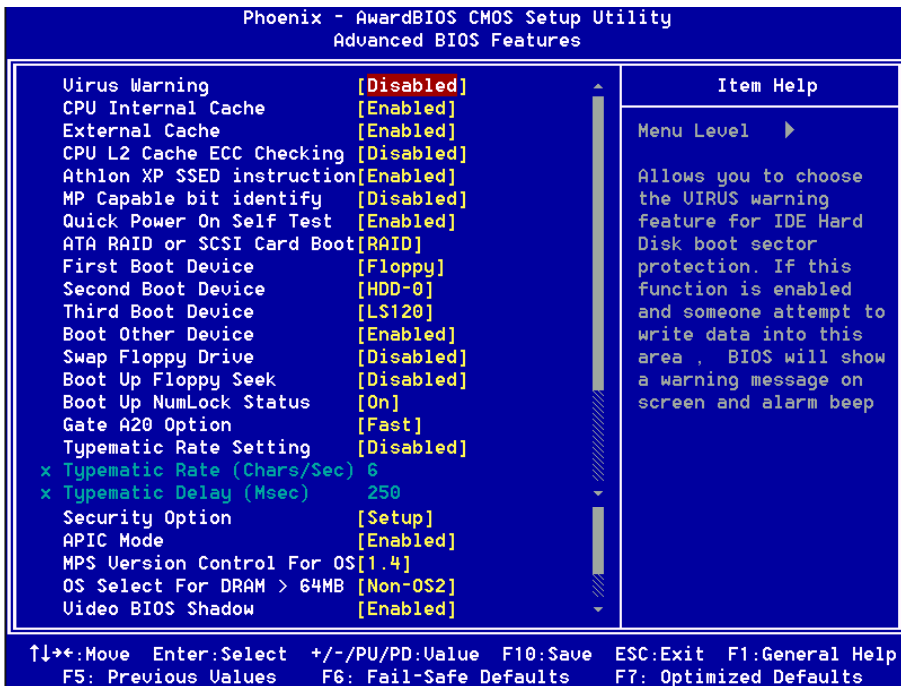 Phoenix - AwardBIOS CMOS Setup Utility
Advanced BIOS Features
Virus Warning [Disabled]
CPU Internal Cache [Enabled]
External Cache [Enabled]
CPU L2 Cache ECC Checking [Disabled]
Athlon XP SSED instruction[Enabled]
MP Capable bit identify [Disabled]
Quick Power On Self Test [Enabled]
ATA RAID or SCSI Card Boot[RAID]
First Boot Device [Floppy]
Second Boot Device [HDD-0]
Third Boot Device [LS120]
Boot Other Device [Enabled]
Swap Floppy Drive [Disabled]
Boot Up Floppy Seek [Disabled]
Boot Up NumLock Status [On]
Gate A20 Option [Fast]
Typematic Rate Setting [Disabled]
x Typematic Rate (Chars/Sec) 6
x Typematic Delay (Msec) 250
Security Option [Setup]
APIC Mode [Enabled]
MPS Version Control For OS[1.4]
OS Select For DRAM > 64MB [Non-OS2]
Video BIOS Shadow [Enabled]
Item Help
Menu Level ▶
Allows you to choose
the VIRUS warning
feature for IDE Hard
Disk boot sector
protection. If this
function is enabled
and someone attempt to
write data into this
area , BIOS will show
a warning message on
screen and alarm beep
↑↓→←:Move Enter:Select +/-/PU/PD:Value F10:Save ESC:Exit F1:General Help
F5: Previous Values F6: Fail-Safe Defaults F7: Optimized Defaults